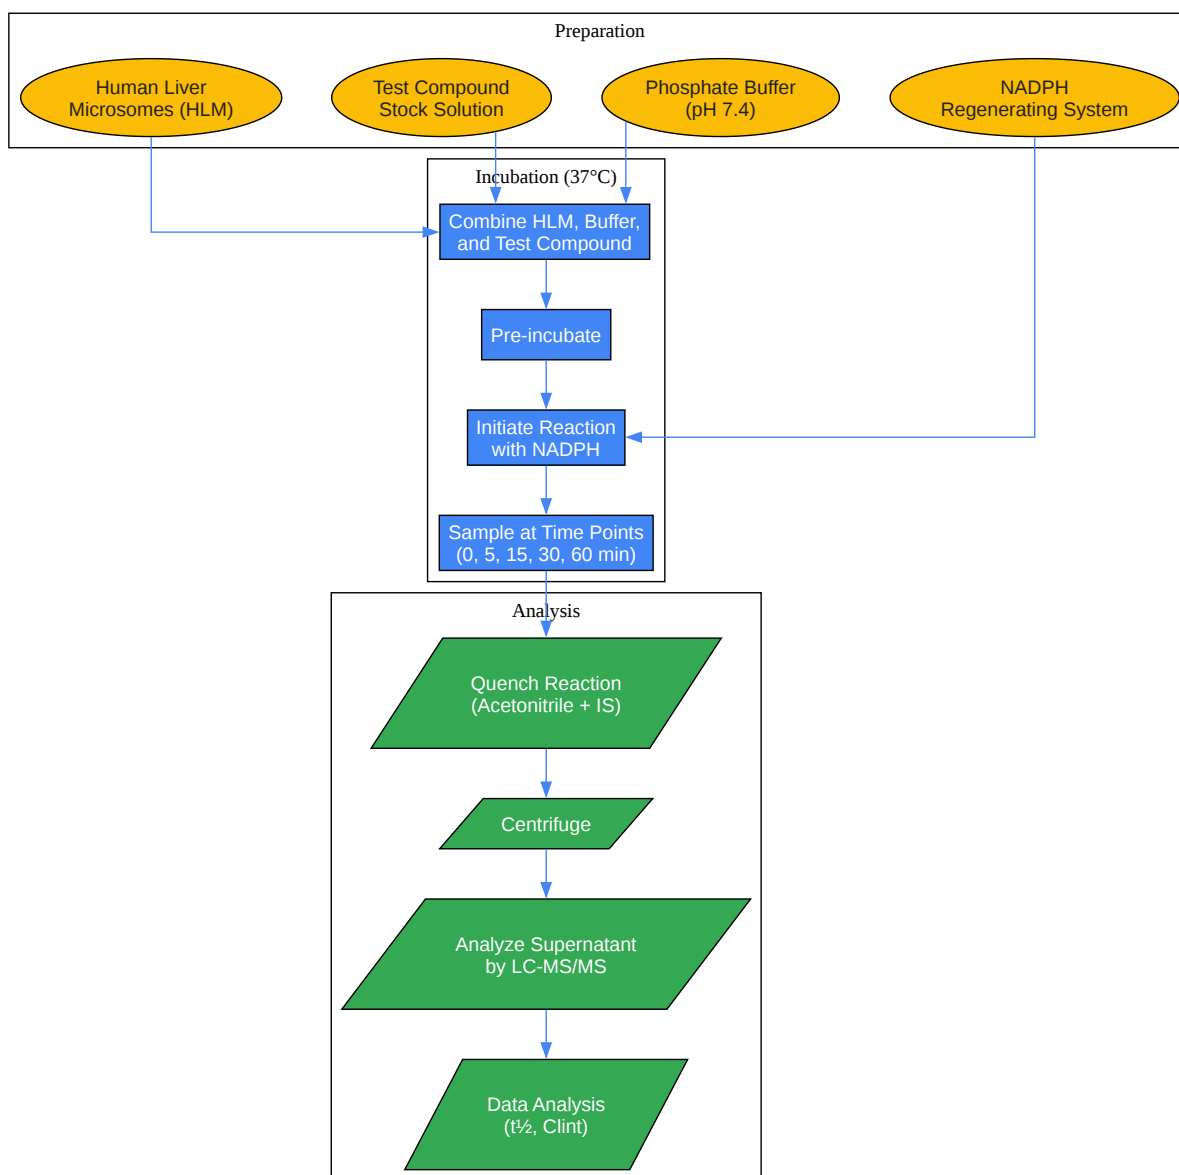 Preparation
Human Liver
Microsomes (HLM)
Test Compound
Stock Solution
Phosphate Buffer
(pH 7.4)
NADPH
Regenerating System
Incubation (37°C)
Combine HLM, Buffer,
and Test Compound
Pre-incubate
Initiate Reaction
with NADPH
Sample at Time Points
(0, 5, 15, 30, 60 min)
Analysis
Quench Reaction
(Acetonitrile + IS)
Centrifuge
Analyze Supernatant
by LC-MS/MS
Data Analysis
(t½, Clint)